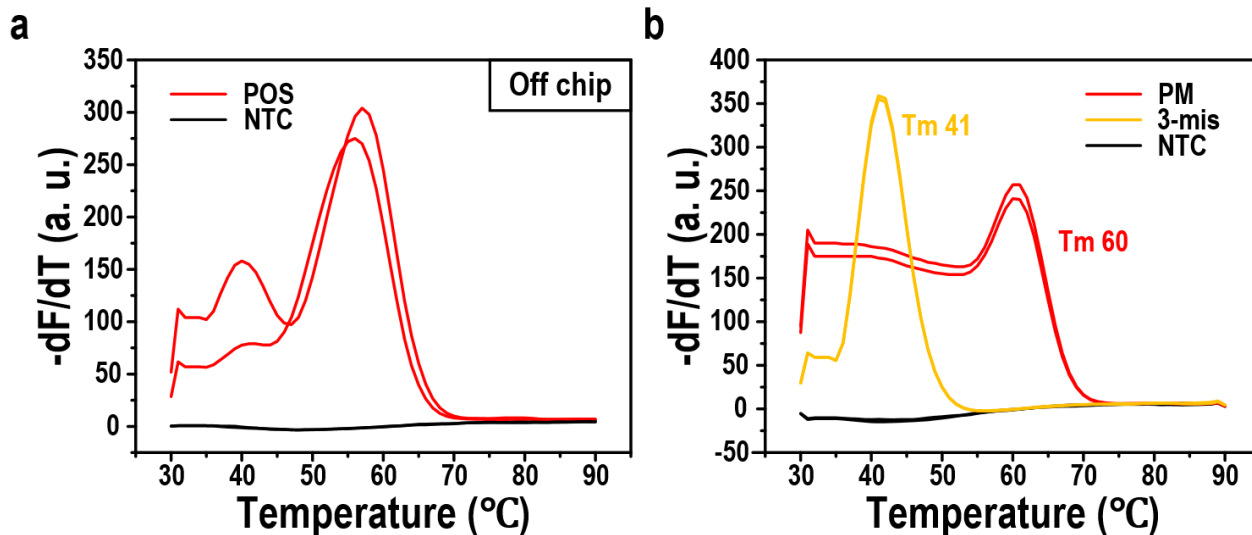 a
350
300
250
200
150
100
50
0
-dF/dT (a. u.)
POS
NTC
Off chip
30 40 50 60 70 80 90
Temperature (℃)
b
400
350
300
250
200
150
100
50
0
-50
-dF/dT (a. u.)
Tm 41
Tm 60
PM
3-mis
NTC
30 40 50 60 70 80 90
Temperature (℃)